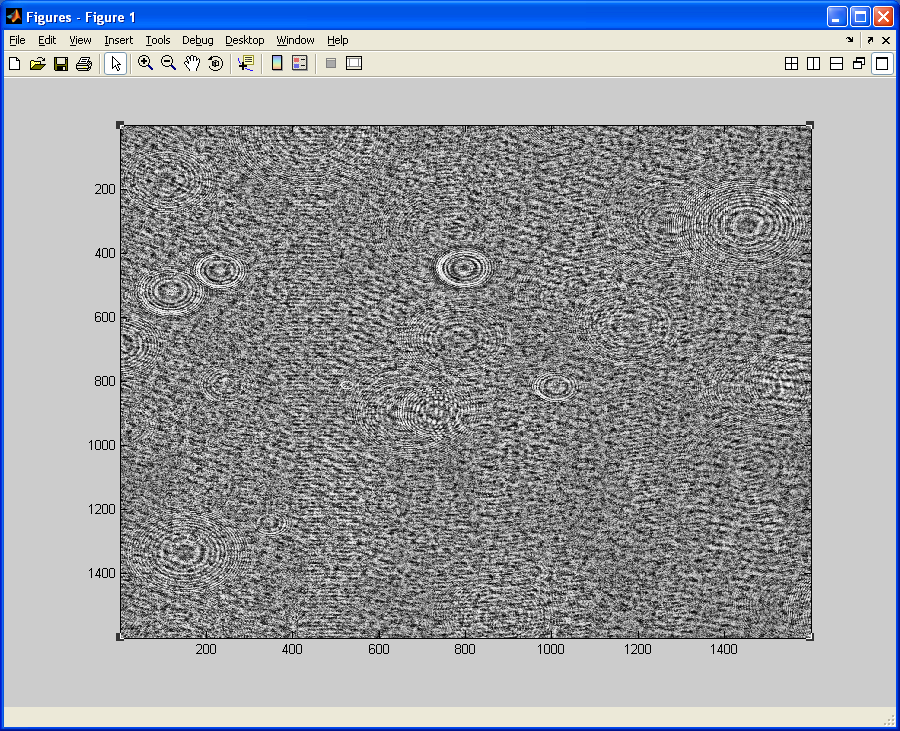 Figures - Figure 1
File Edit View Insert Tools Debug Desktop Window Help
200
400
600
800
1000
1200
1400
200 400 600 800 1000 1200 1400